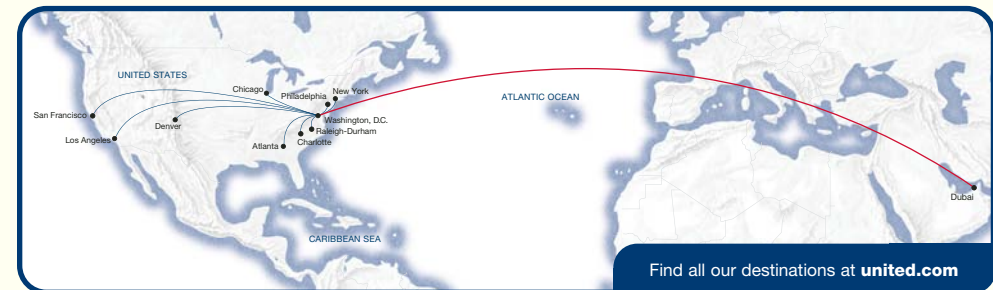 UNITED STATES
Chicago
New York
Philadelphia
ATLANTIC OCEAN
San Francisco
Washington, D.C.
Denver
Raleigh-Durham
Los Angeles
Charlotte
Atlanta
Dubai
CARIBBEAN SEA
Find all our destinations at united.com